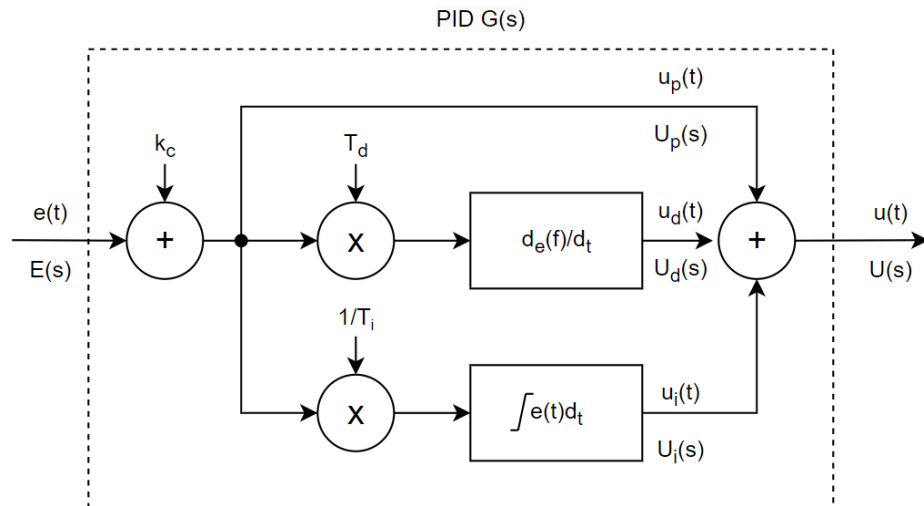 PID G(s)
u_p(t)
k_c
T_d
U_p(s)
e(t)
u_d(t)
u(t)
+
x
d_e(f)/d_t
+
E(s)
U_d(s)
U(s)
1/T_i
u_i(t)
x
∫e(t)d_t
U_i(s)